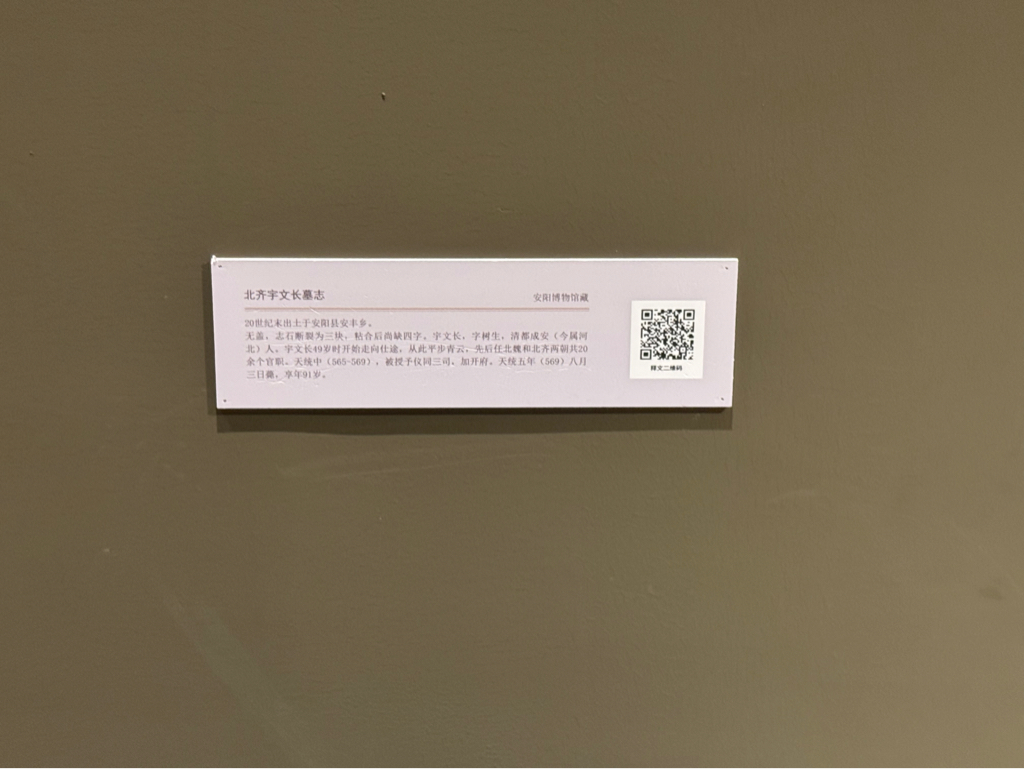 北齐宇文长墓志
安阳博物馆藏
20世纪末出土于安阳县安丰乡。
无盖，志石断裂为三块，粘合后尚缺四字。宇文长，字树生，清都成安（今属河
北）人。宇文长49岁时开始走向仕途，从此平步青云，先后任北魏和北齐两朝共20
余个官职。天统中（565-569），被授予仪同三司，加开府。天统五年（569）八月
三日薨，享年91岁。
释文二维码